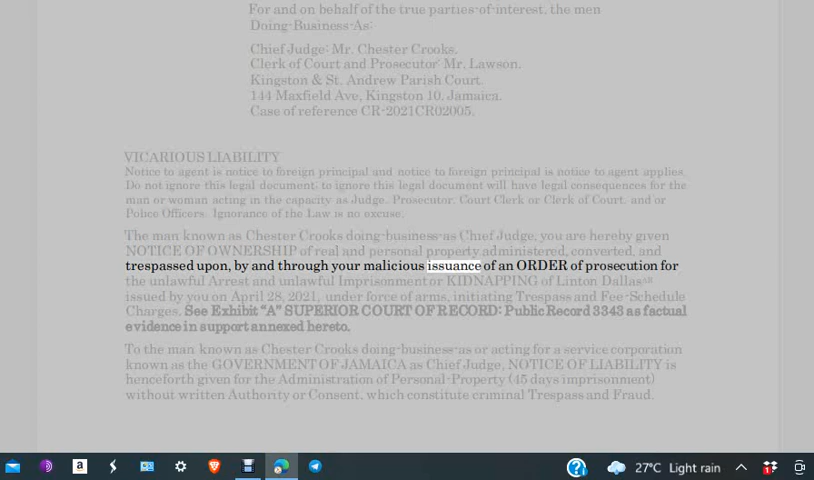 For and on behalf of the true parties-of-interest, the men
Doing-Business-As:
Chief Judge: Mr. Chester Crooks.
Clerk of Court and Prosecutor: Mr. Lawson.
Kingston & St. Andrew Parish Court.
144 Maxfield Ave, Kingston 10, Jamaica.
Case of reference CR-2021CR02005.
VICARIOUS LIABILITY
Notice to agent is notice to foreign principal and notice to foreign principal is notice to agent applies.
Do not ignore this legal document, to ignore this legal document will have legal consequences for the
man or woman acting in the capacity as Judge, Prosecutor, Court Clerk or Clerk of Court, and/or
Police Officers. Ignorance of the Law is no excuse.
The man known as Chester Crooks doing-business-as Chief Judge, you are hereby given
NOTICE OF OWNERSHIP of real and personal property administered, converted, and
trespassed upon, by and through your malicious issuance of an ORDER of prosecution for
the unlawful Arrest and unlawful Imprisonment or KIDNAPPING of Linton Dallas
issued by you on April 28, 2021, under force of arms, initiating Trespass and Fee-Schedule
Charges. See Exhibit “A” SUPERIOR COURT OF RECORD: Public Record 3343 as factual
evidence in support annexed hereto.
To the man known as Chester Crooks doing-business-as or acting for a service corporation
known as the GOVERNMENT OF JAMAICA as Chief Judge, NOTICE OF LIABILITY is
henceforth given for the Administration of Personal-Property (45 days imprisonment)
without written Authority or Consent, which constitute criminal Trespass and Fraud.
27°C Light rain